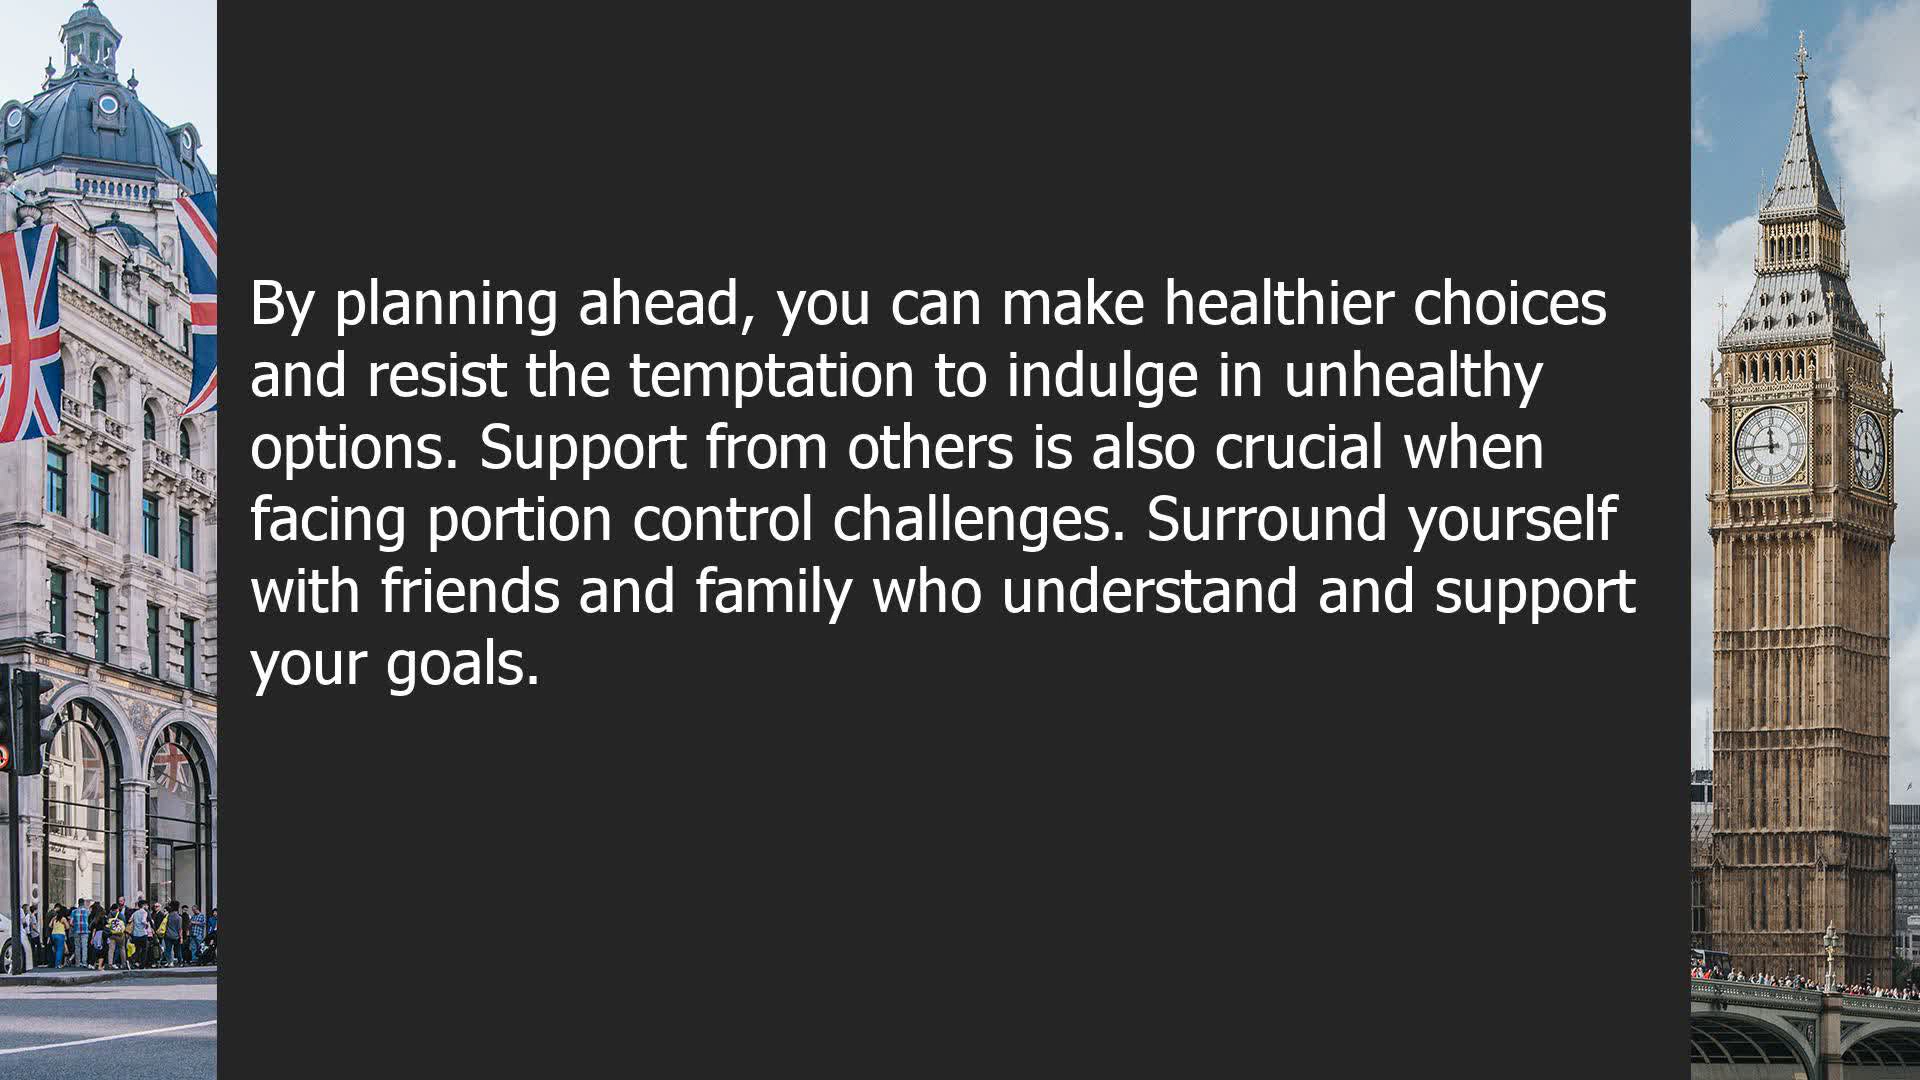 By planning ahead, you can make healthier choices
and resist the temptation to indulge in unhealthy
options. Support from others is also crucial when
facing portion control challenges. Surround yourself
with friends and family who understand and support
your goals.